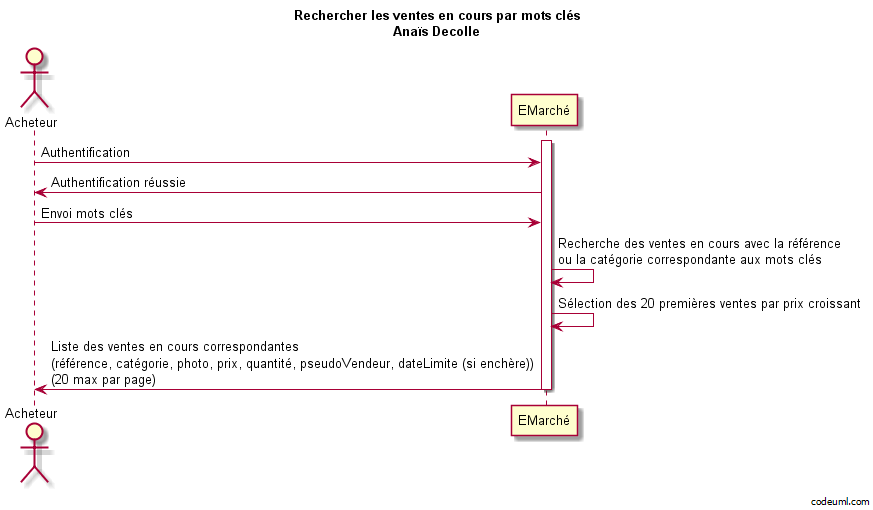 Rechercher les ventes en cours par mots clés
Anaïs Decolle
Acheteur
EMarché
Authentification
Authentification réussie
Envoi mots clés
Recherche des ventes en cours avec la référence
ou la catégorie correspondante aux mots clés
Sélection des 20 premières ventes par prix croissant
Liste des ventes en cours correspondantes
(référence, catégorie, photo, prix, quantité, pseudoVendeur, dateLimite (si enchère))
(20 max par page)
Acheteur
EMarché
codeuml.com